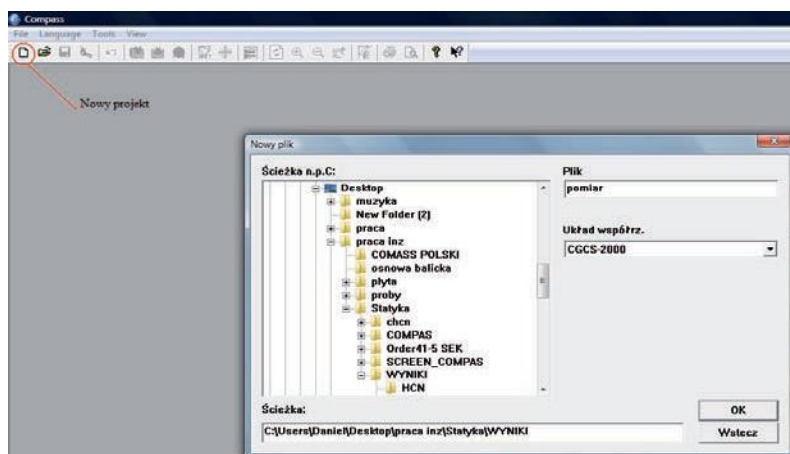 Compass
File Language Tools View
Nowy projekt
Nowy plik
Ścieżka n.p.C:
Desktop
muzyka
New Folder (2)
praca
praca inz
COMASS POLSKI
osnowa balicka
plyta
proby
Statyka
chcn
COMPAS
Order41-5 SEK
SCREEN_COMPAS
WYNIKI
HCN
Plik
pomiar
Układ współrz.
CGCS-2000
Ścieżka:
C:\Users\Daniel\Desktop\praca inz\Statyka\WYNIKI
OK
Wstecz